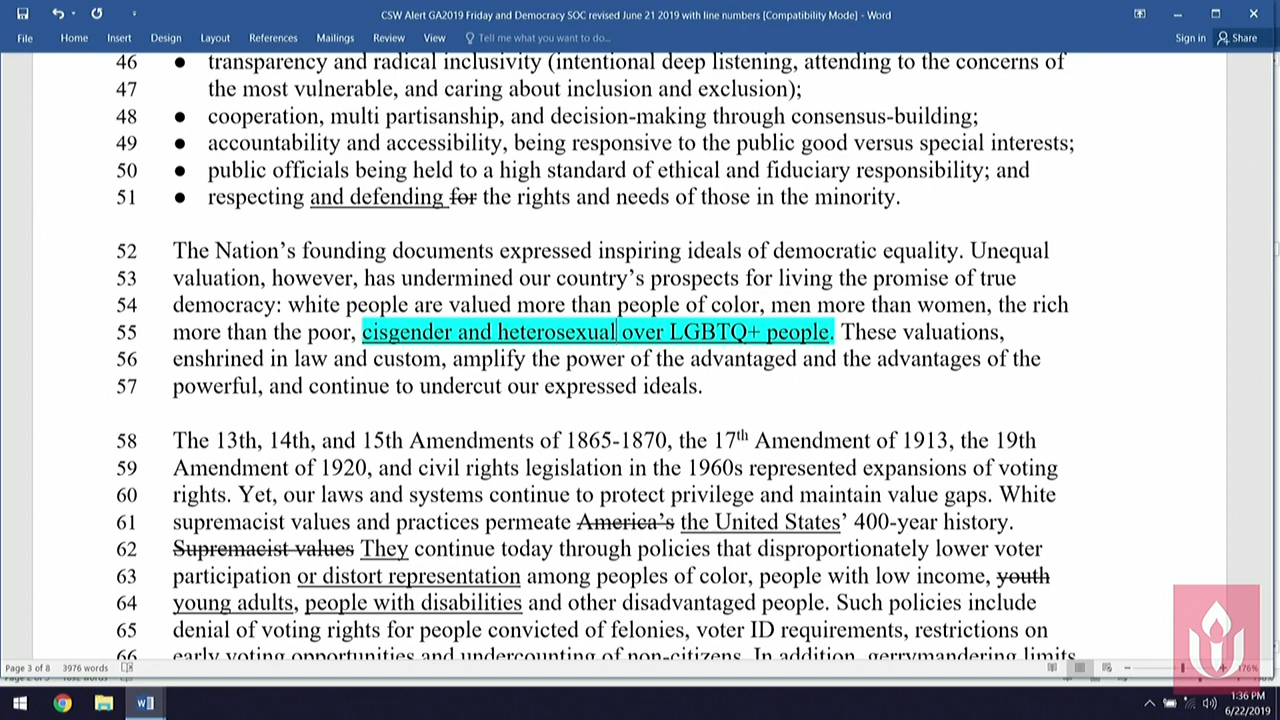 CSW Alert GA2019 Friday and Democracy SOC revised June 21 2019 with line numbers [Compatibility Mode] - Word
File Home Insert Design Layout References Mailings Review View Tell me what you want to do... Sign in Share
46 ● transparency and radical inclusivity (intentional deep listening, attending to the concerns of
47 the most vulnerable, and caring about inclusion and exclusion);
48 ● cooperation, multi partisanship, and decision-making through consensus-building;
49 ● accountability and accessibility, being responsive to the public good versus special interests;
50 ● public officials being held to a high standard of ethical and fiduciary responsibility; and
51 ● respecting and defending for the rights and needs of those in the minority.
52 The Nation’s founding documents expressed inspiring ideals of democratic equality. Unequal
53 valuation, however, has undermined our country’s prospects for living the promise of true
54 democracy: white people are valued more than people of color, men more than women, the rich
55 more than the poor, cisgender and heterosexual over LGBTQ+ people. These valuations,
56 enshrined in law and custom, amplify the power of the advantaged and the advantages of the
57 powerful, and continue to undercut our expressed ideals.
58 The 13th, 14th, and 15th Amendments of 1865-1870, the 17th Amendment of 1913, the 19th
59 Amendment of 1920, and civil rights legislation in the 1960s represented expansions of voting
60 rights. Yet, our laws and systems continue to protect privilege and maintain value gaps. White
61 supremacist values and practices permeate America’s the United States’ 400-year history.
62 Supremacist values They continue today through policies that disproportionately lower voter
63 participation or distort representation among peoples of color, people with low income, youth
64 young adults, people with disabilities and other disadvantaged people. Such policies include
65 denial of voting rights for people convicted of felonies, voter ID requirements, restrictions on
66 early voting opportunities and undercounting of non-citizens. In addition, gerrymandering limits
Page 3 of 8 3976 words 176%
1:36 PM
6/22/2019